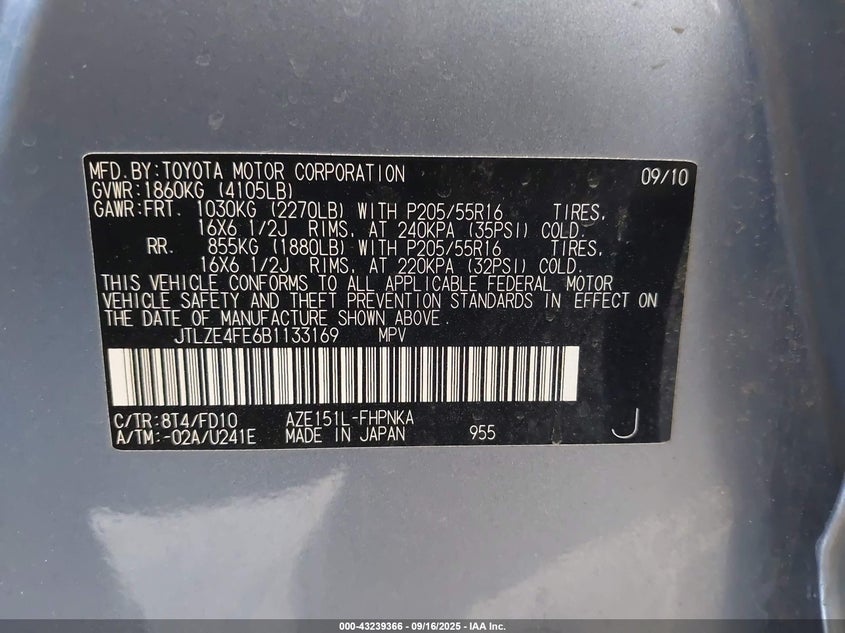 MFD.BY:TOYOTA MOTOR CORPORATION 09/10
GVWR:1860KG (4105LB)
GAWR:FRT. 1030KG (2270LB) WITH P205/55R16 TIRES,
16X6 1/2J RIMS, AT 240KPA (35PSI) COLD.
RR. 855KG (1880LB) WITH P205/55R16 TIRES,
16X6 1/2J RIMS, AT 220KPA (32PSI) COLD.
THIS VEHICLE CONFORMS TO ALL APPLICABLE FEDERAL MOTOR
VEHICLE SAFETY AND THEFT PREVENTION STANDARDS IN EFFECT ON
THE DATE OF MANUFACTURE SHOWN ABOVE.
JTLZE4FE6B1133169 MPV
C/TR:8T4/FD10 AZE151L-FHPNKA
A/TM:-02A/U241E MADE IN JAPAN 955 J
000-43239366 - 09/16/2025 - IAA Inc.